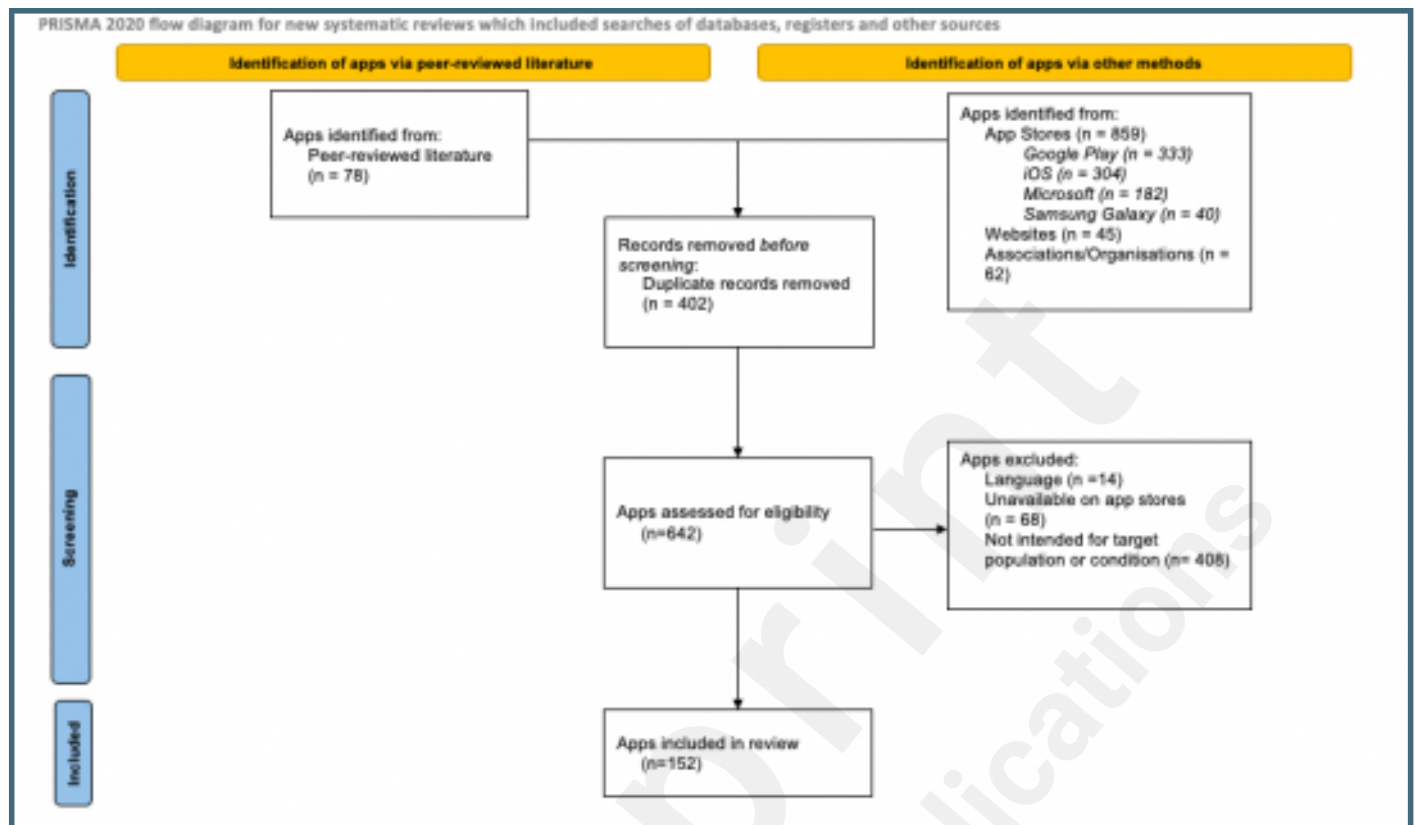 PRISMA 2020 flow diagram for new systematic reviews which included searches of databases, registers and other sources
Identification of apps via peer-reviewed literature
Identification of apps via other methods
Identification
Apps identified from:
Peer-reviewed literature
(n = 78)
Apps identified from:
App Stores (n = 859)
Google Play (n = 333)
iOS (n = 304)
Microsoft (n = 182)
Samsung Galaxy (n = 40)
Websites (n = 45)
Associations/Organisations (n =
62)
Records removed before
screening:
Duplicate records removed
(n = 402)
Screening
Apps assessed for eligibility
(n=642)
Apps excluded:
Language (n =14)
Unavailable on app stores
(n = 68)
Not intended for target
population or condition (n= 408)
Included
Apps included in review
(n=152)
print
lications